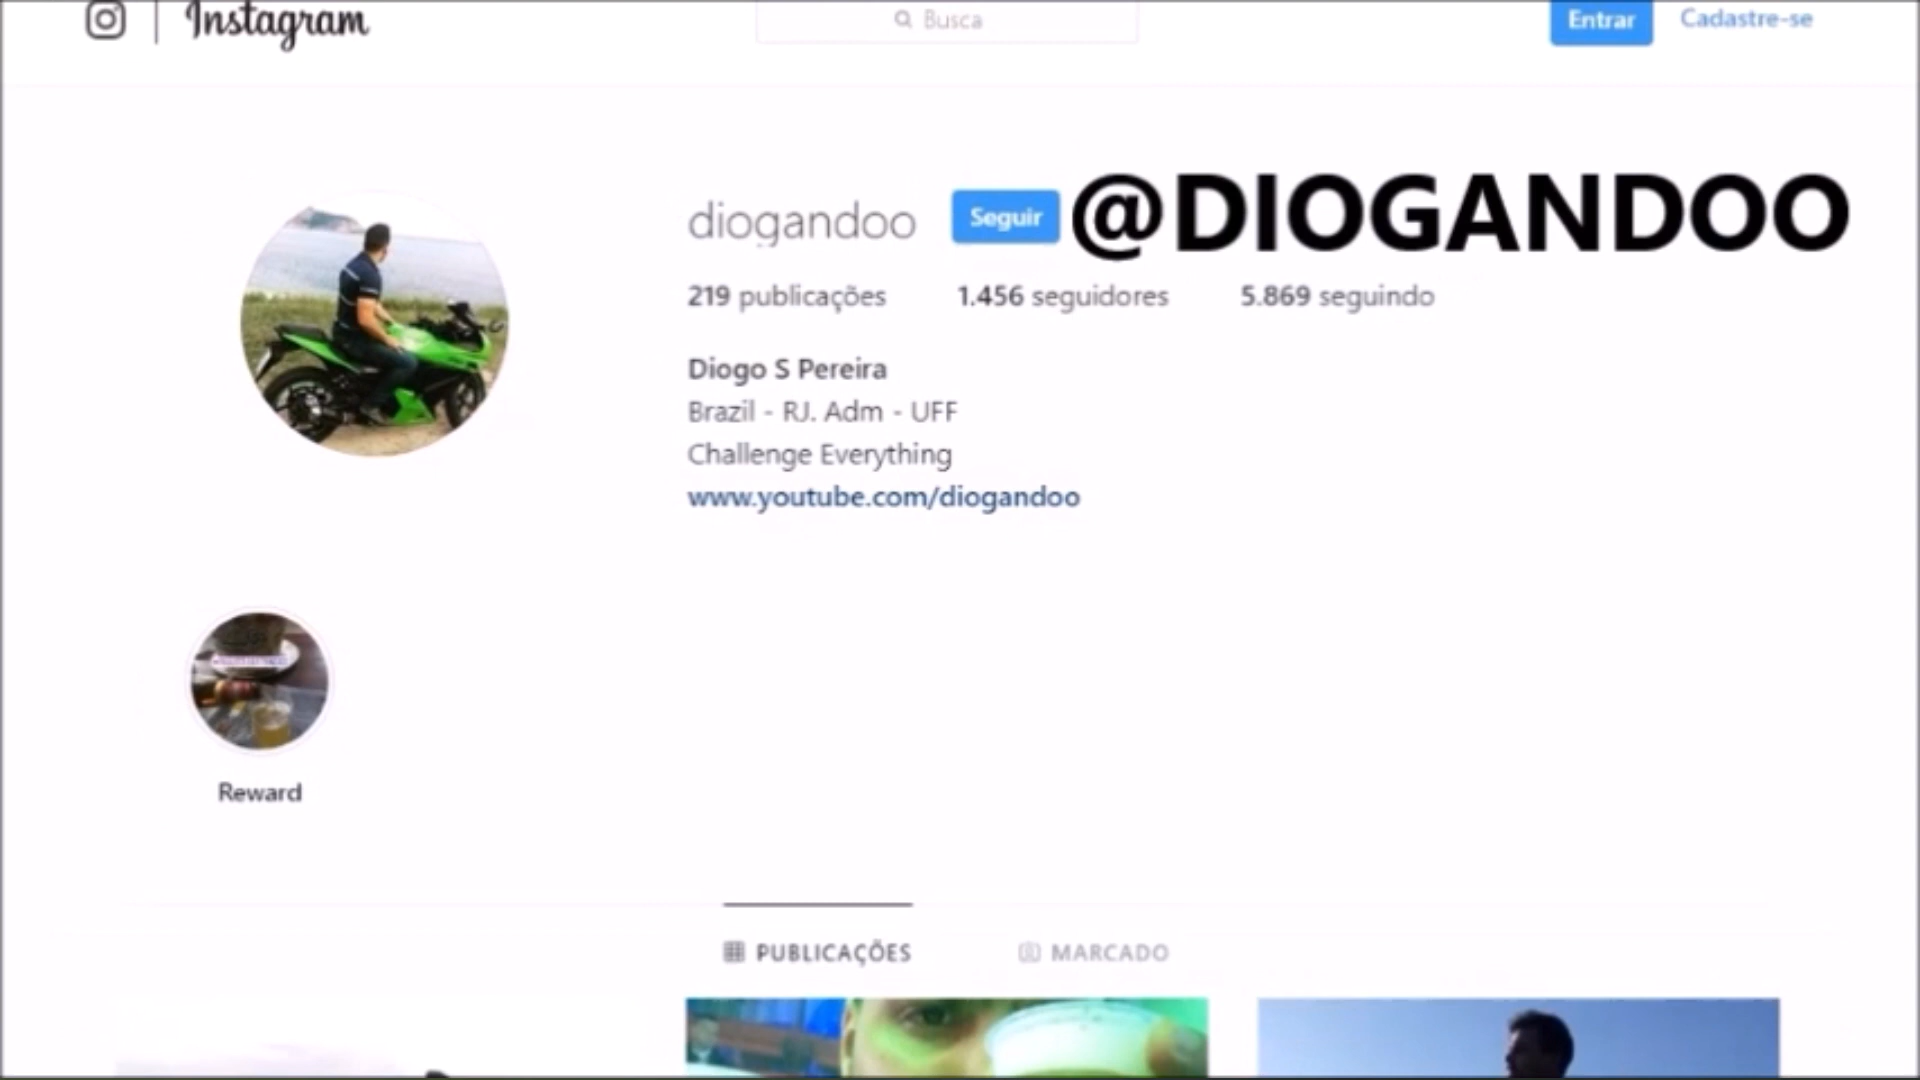 Instagram
Busca
Entrar
Cadastre-se
diogandoo
Seguir
@DIOGANDOO
219 publicações
1.456 seguidores
5.869 seguindo
Diogo S Pereira
Brazil - RJ. Adm - UFF
Challenge Everything
www.youtube.com/diogandoo
Reward
PUBLICAÇÕES
MARCADO